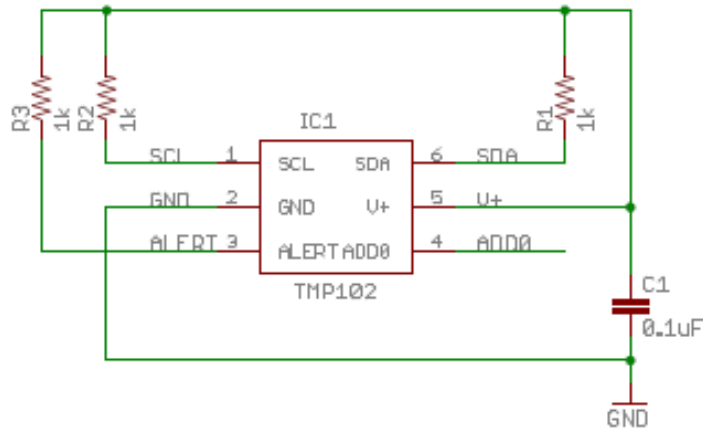 R3
1k
R2
1k
R1
1k
IC1
SCL 1
SCL SDA
6 SDA
GND 2
GND V+
5 V+
ALERT 3
ALERT ADD0
4 ADD0
TMP102
C1
0.1uF
GND